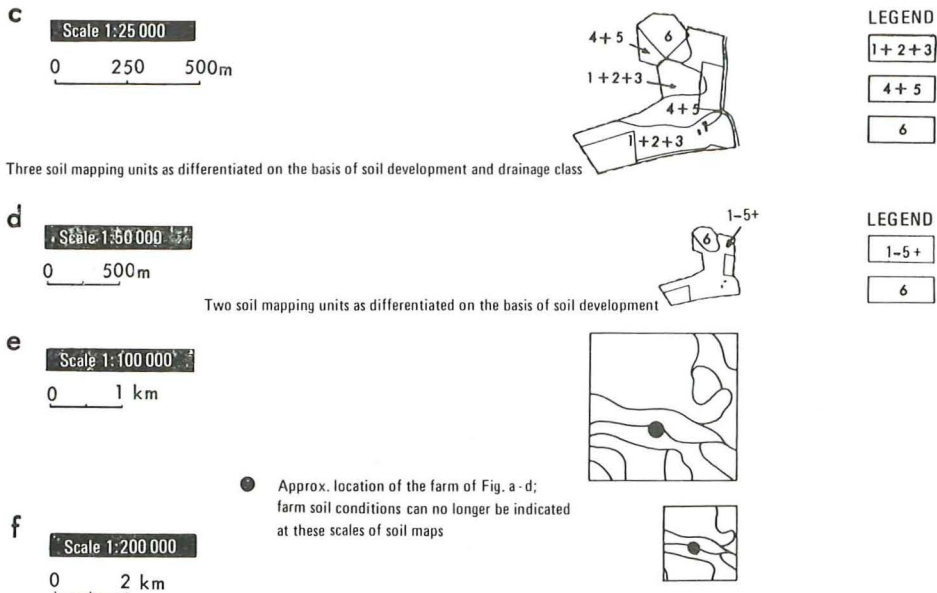 c
Scale 1:25 000
0 250 500m
4 + 5
6
1 + 2 + 3
4 + 5
1 + 2 + 3
LEGEND
1 + 2 + 3
4 + 5
6
Three soil mapping units as differentiated on the basis of soil development and drainage class
d
Scale 1:50 000
0 500m
1-5+
6
LEGEND
1-5+
6
Two soil mapping units as differentiated on the basis of soil development
e
Scale 1:100 000
0 1 km
Approx. location of the farm of Fig. a-d;
farm soil conditions can no longer be indicated
at these scales of soil maps
f
Scale 1:200 000
0 2 km